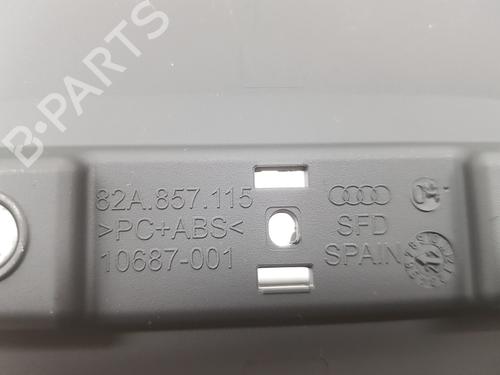 B-PARTS
82A.857.115
>PC+ABS<
10687-001
SFD
SPAIN